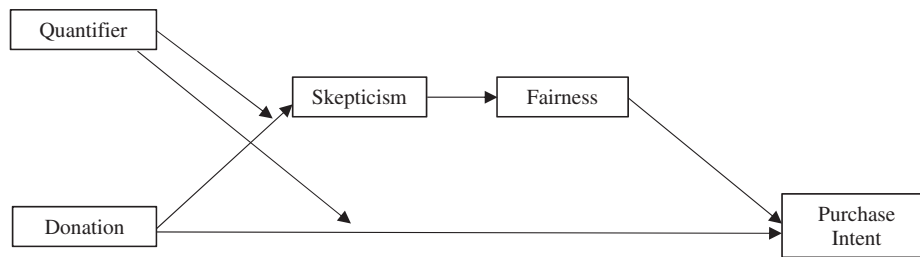 Quantifier
Skepticism
Fairness
Donation
Purchase
Intent